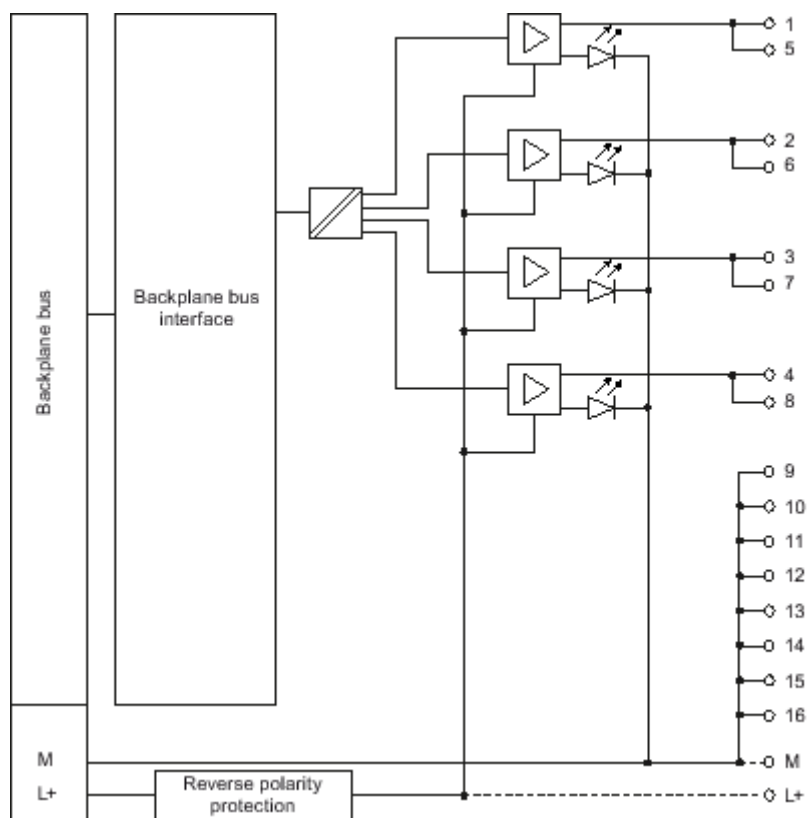 1
5
2
6
3
7
4
8
Backplane bus
Backplane bus
interface
9
10
11
12
13
14
15
16
M
M
L+
Reverse polarity
protection
L+